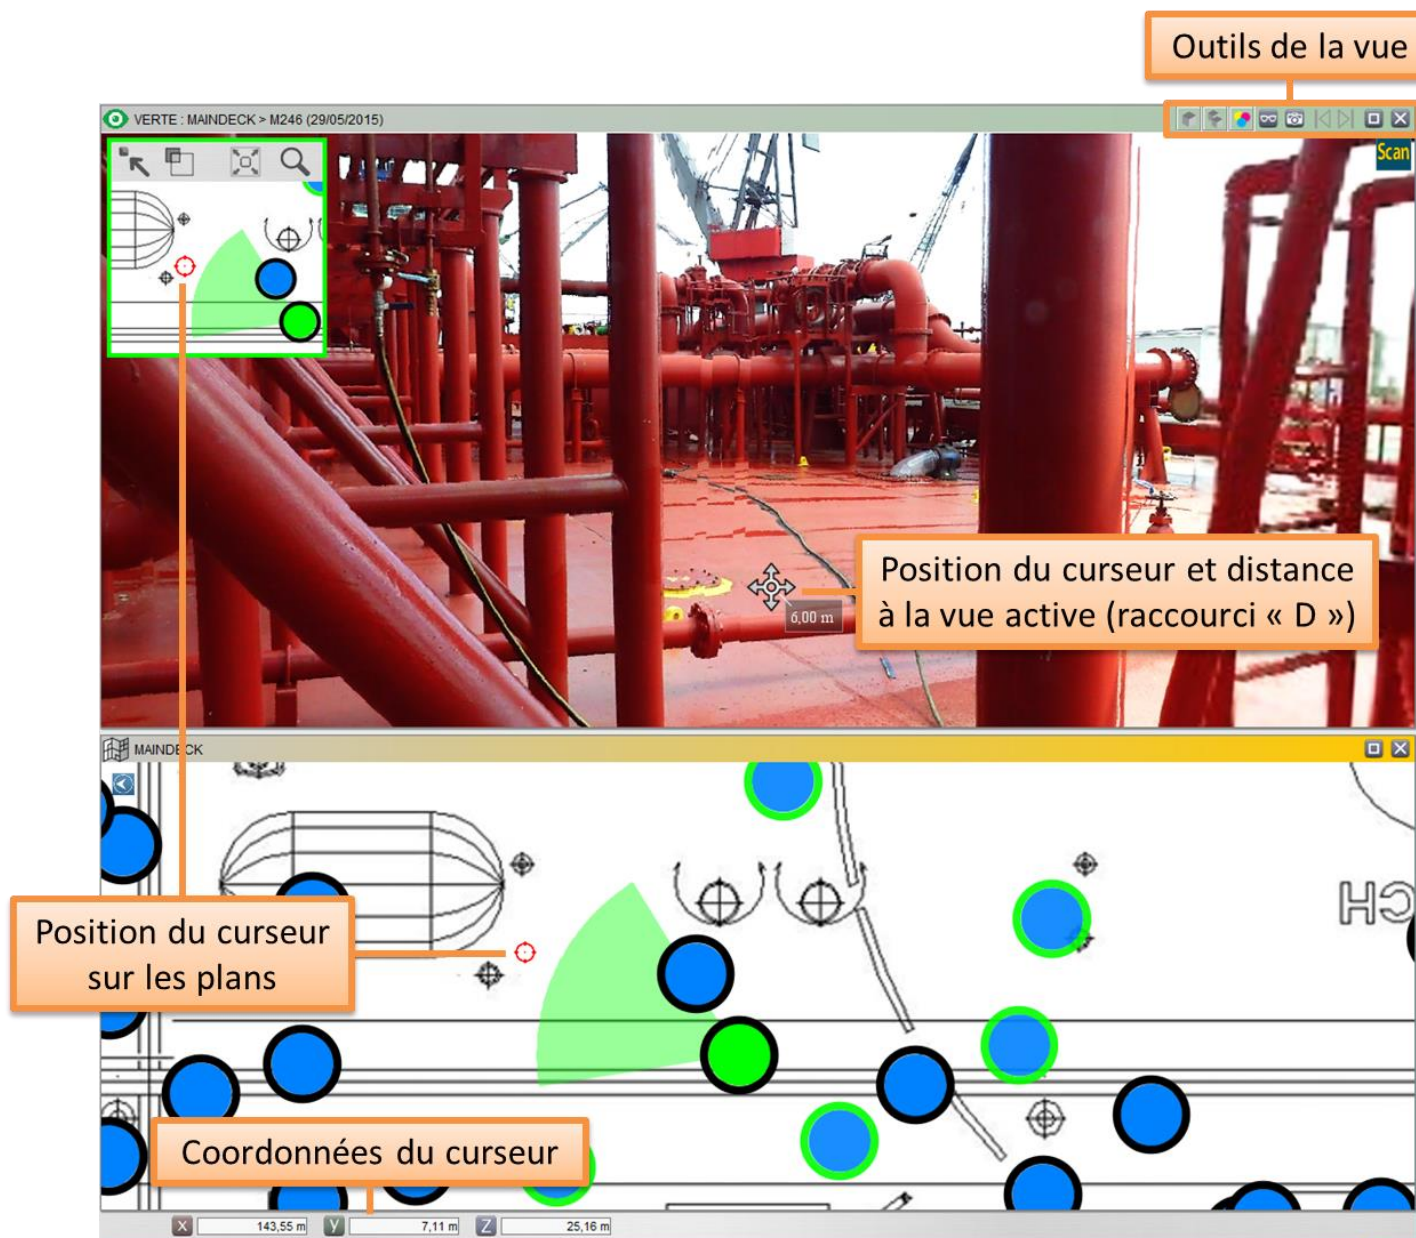 Outils de la vue
VERTE : MAINDECK > M246 (29/05/2015)
Scan
Position du curseur et distance
à la vue active (raccourci « D »)
6,00 m
MAINDECK
CH
Position du curseur
sur les plans
Coordonnées du curseur
X 143,55 m Y 7,11 m Z 25,16 m